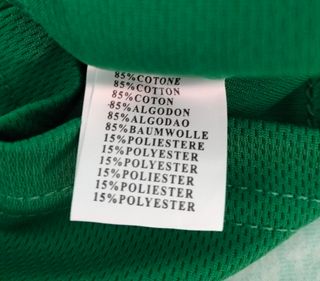 85%COTONE
85%COTTON
85%COTON
85%ALGODON
85%ALGODAO
85%BAUMWOLLE
15%POLIESTERE
15%POLYESTER
15%POLYESTER
15%POLIESTER
15%POLIESTER
15%POLYESTER